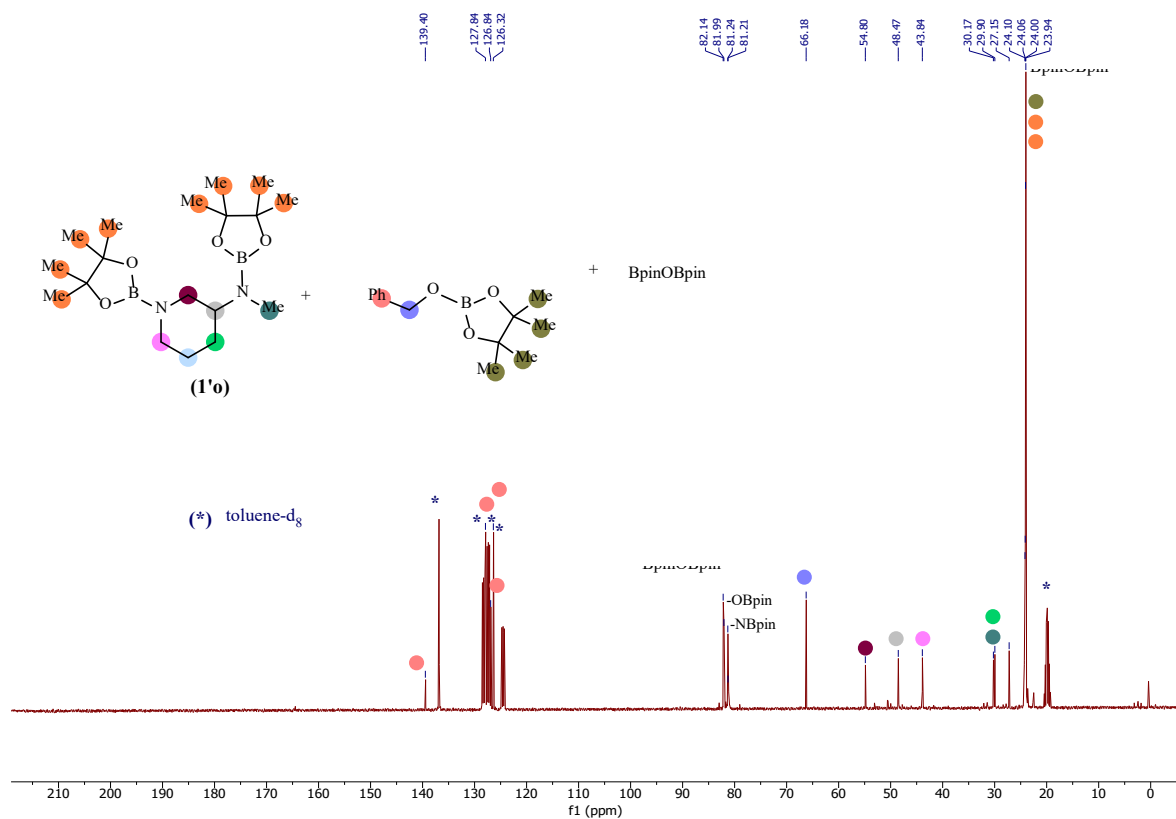 139.40
127.84
126.84
126.32
82.14
81.99
81.24
81.21
66.18
54.80
48.47
43.84
30.17
29.90
27.15
24.10
24.06
24.00
23.94
BpinOBpin
Me
Me
Me
Me
Me
Me
Me
Me
O
O
B
N
Me
O
O
B
N
(1'o)
+
Ph
O
B
O
O
Me
Me
Me
Me
+
BpinOBpin
(*) toluene-d8
*
*
*
*
*
BpinOBpin
-OBpin
-NBpin
210 200 190 180 170 160 150 140 130 120 110 100 90 80 70 60 50 40 30 20 10 0
f1 (ppm)